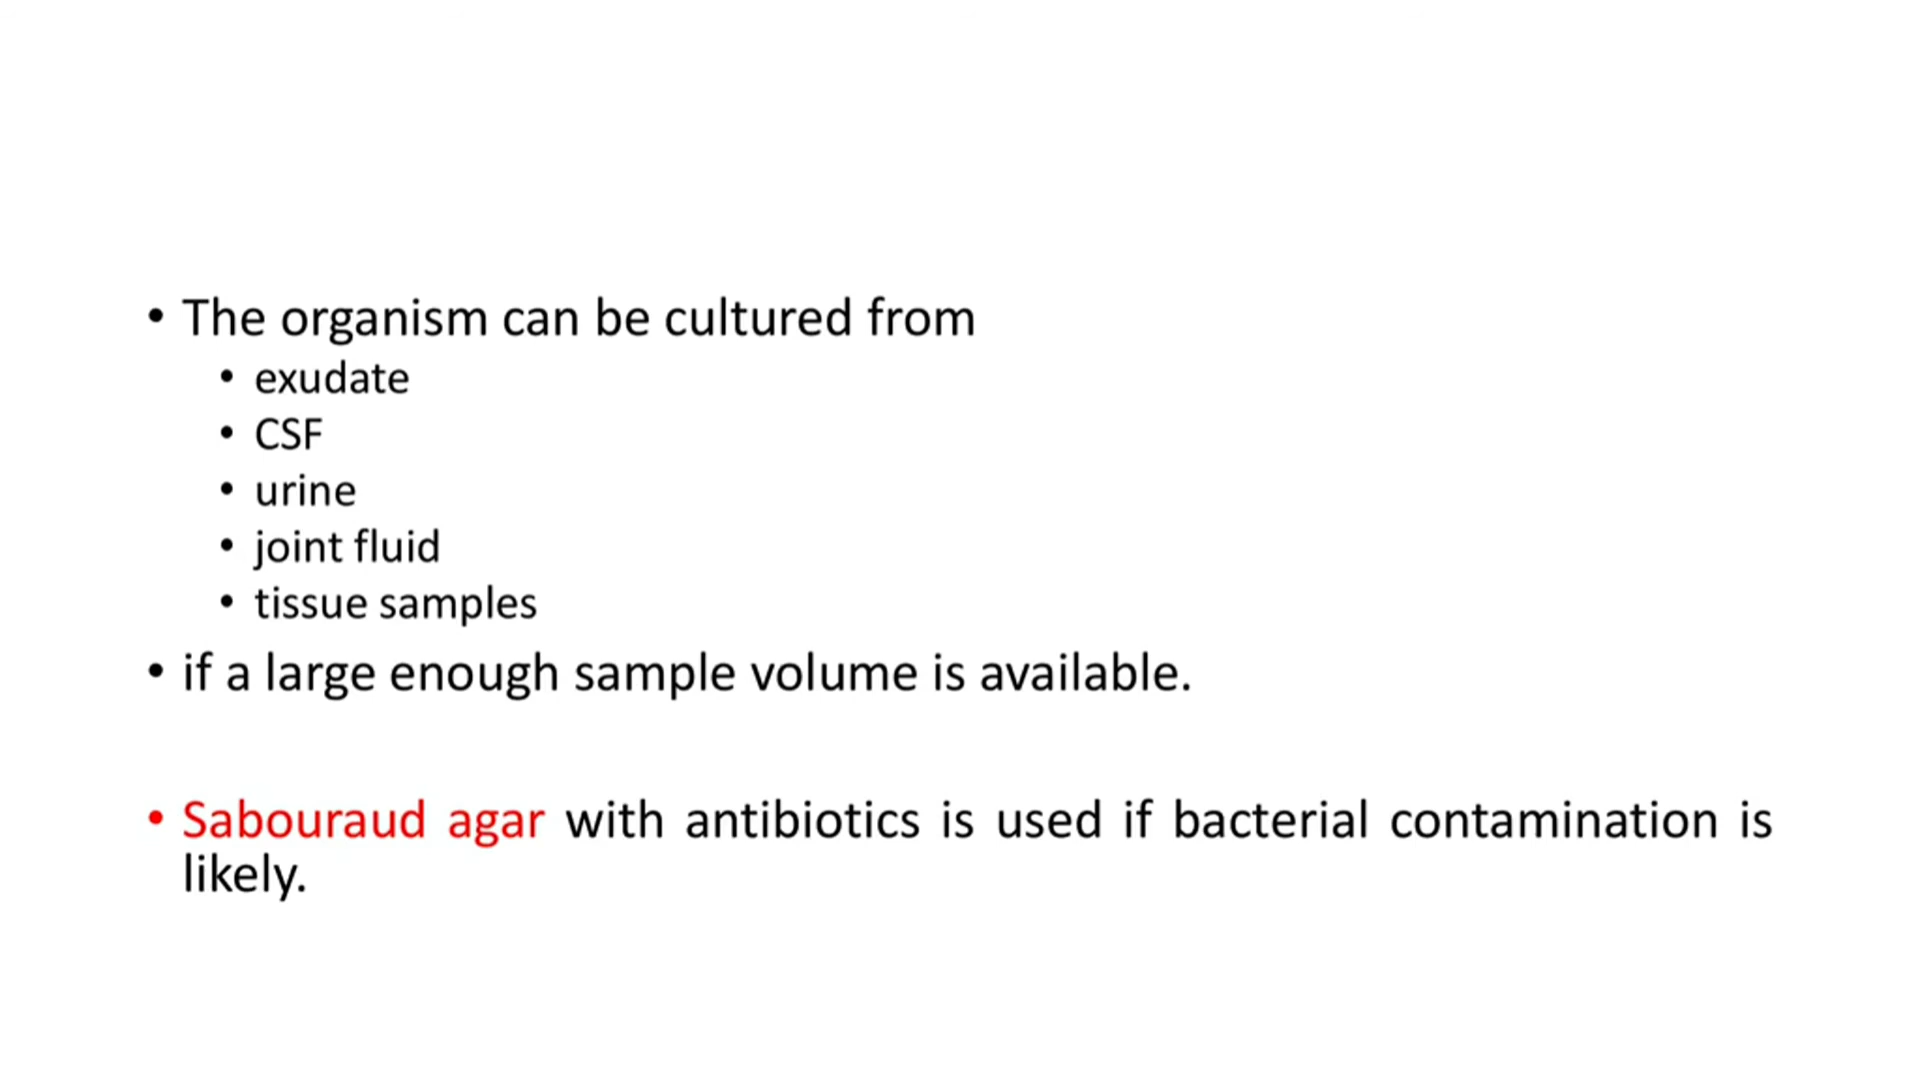 • The organism can be cultured from
• exudate
• CSF
• urine
• joint fluid
• tissue samples
• if a large enough sample volume is available.
• Sabouraud agar with antibiotics is used if bacterial contamination is
likely.